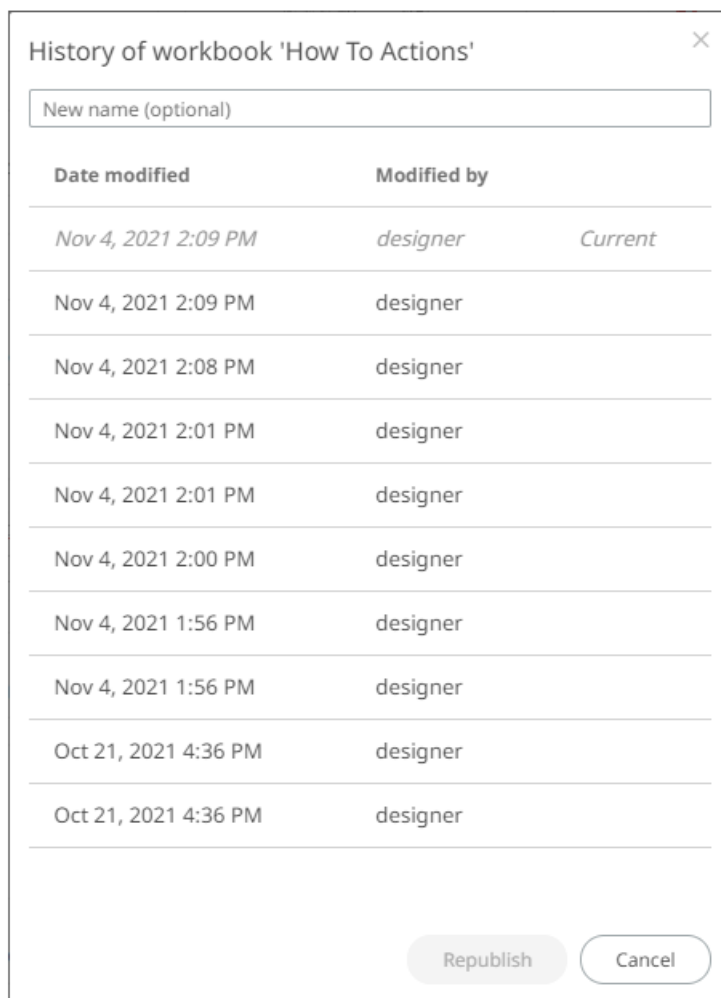 History of workbook 'How To Actions'
New name (optional)
Date modified Modified by
Nov 4, 2021 2:09 PM designer Current
Nov 4, 2021 2:09 PM designer
Nov 4, 2021 2:08 PM designer
Nov 4, 2021 2:01 PM designer
Nov 4, 2021 2:01 PM designer
Nov 4, 2021 2:00 PM designer
Nov 4, 2021 1:56 PM designer
Nov 4, 2021 1:56 PM designer
Oct 21, 2021 4:36 PM designer
Oct 21, 2021 4:36 PM designer
Republish Cancel